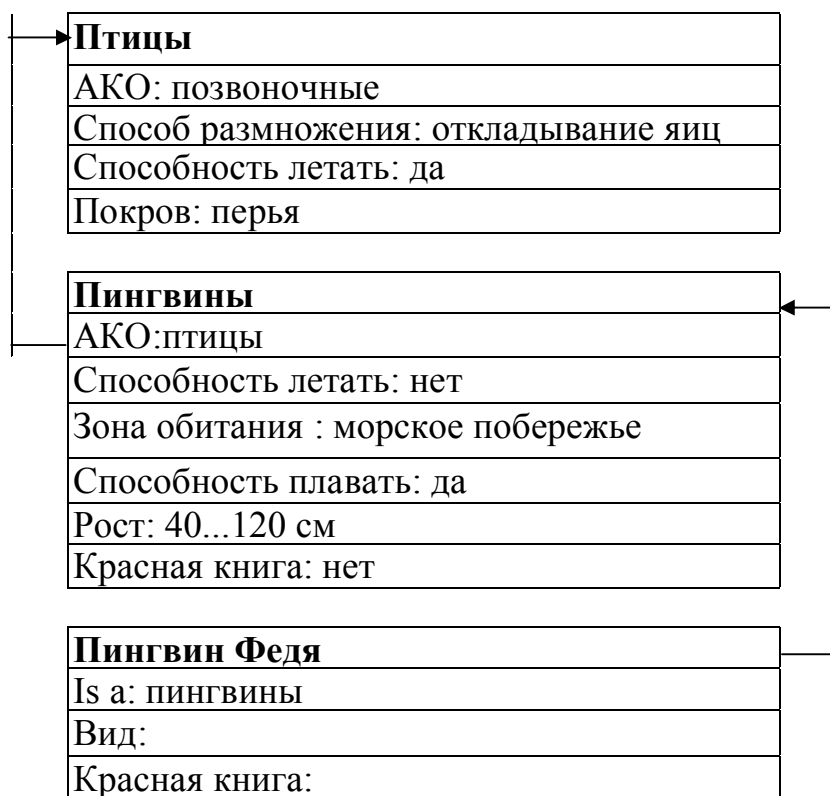 Птицы
АКО: позвоночные
Способ размножения: откладывание яиц
Способность летать: да
Покров: перья
Пингвины
АКО:птицы
Способность летать: нет
Зона обитания : морское побережье
Способность плавать: да
Рост: 40...120 см
Красная книга: нет
Пингвин Федя
Is a: пингвины
Вид:
Красная книга: